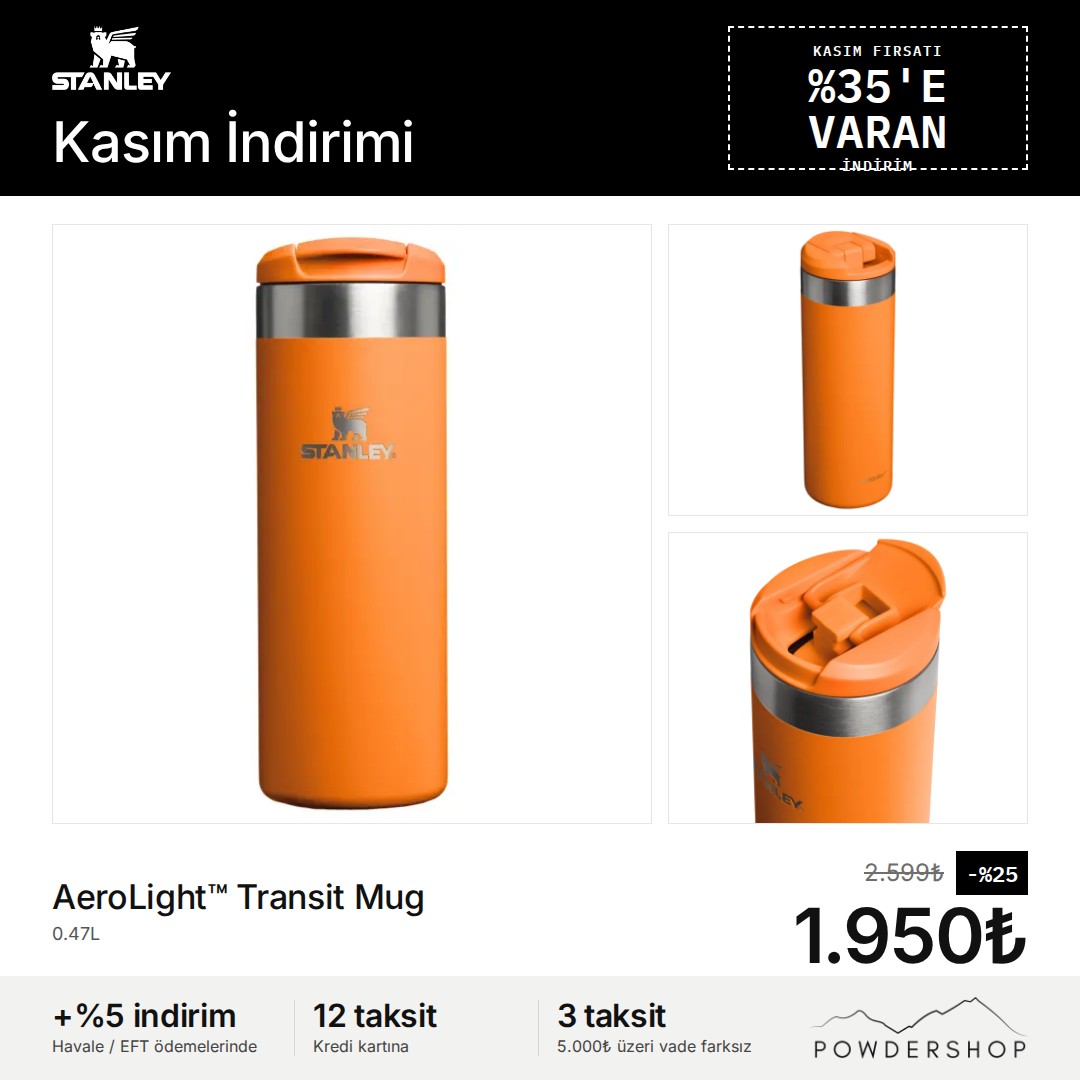 STANLEY
Kasım İndirimi
KASIM FIRSATI
%35'E
VARAN
İNDİRİM
STANLEY
STANLEY
AeroLight™ Transit Mug
0.47L
2.599₺
-%25
1.950₺
+%5 indirim
Havale / EFT ödemelerinde
12 taksit
Kredi kartına
3 taksit
5.000₺ üzeri vade farksız
POWDERSHOP